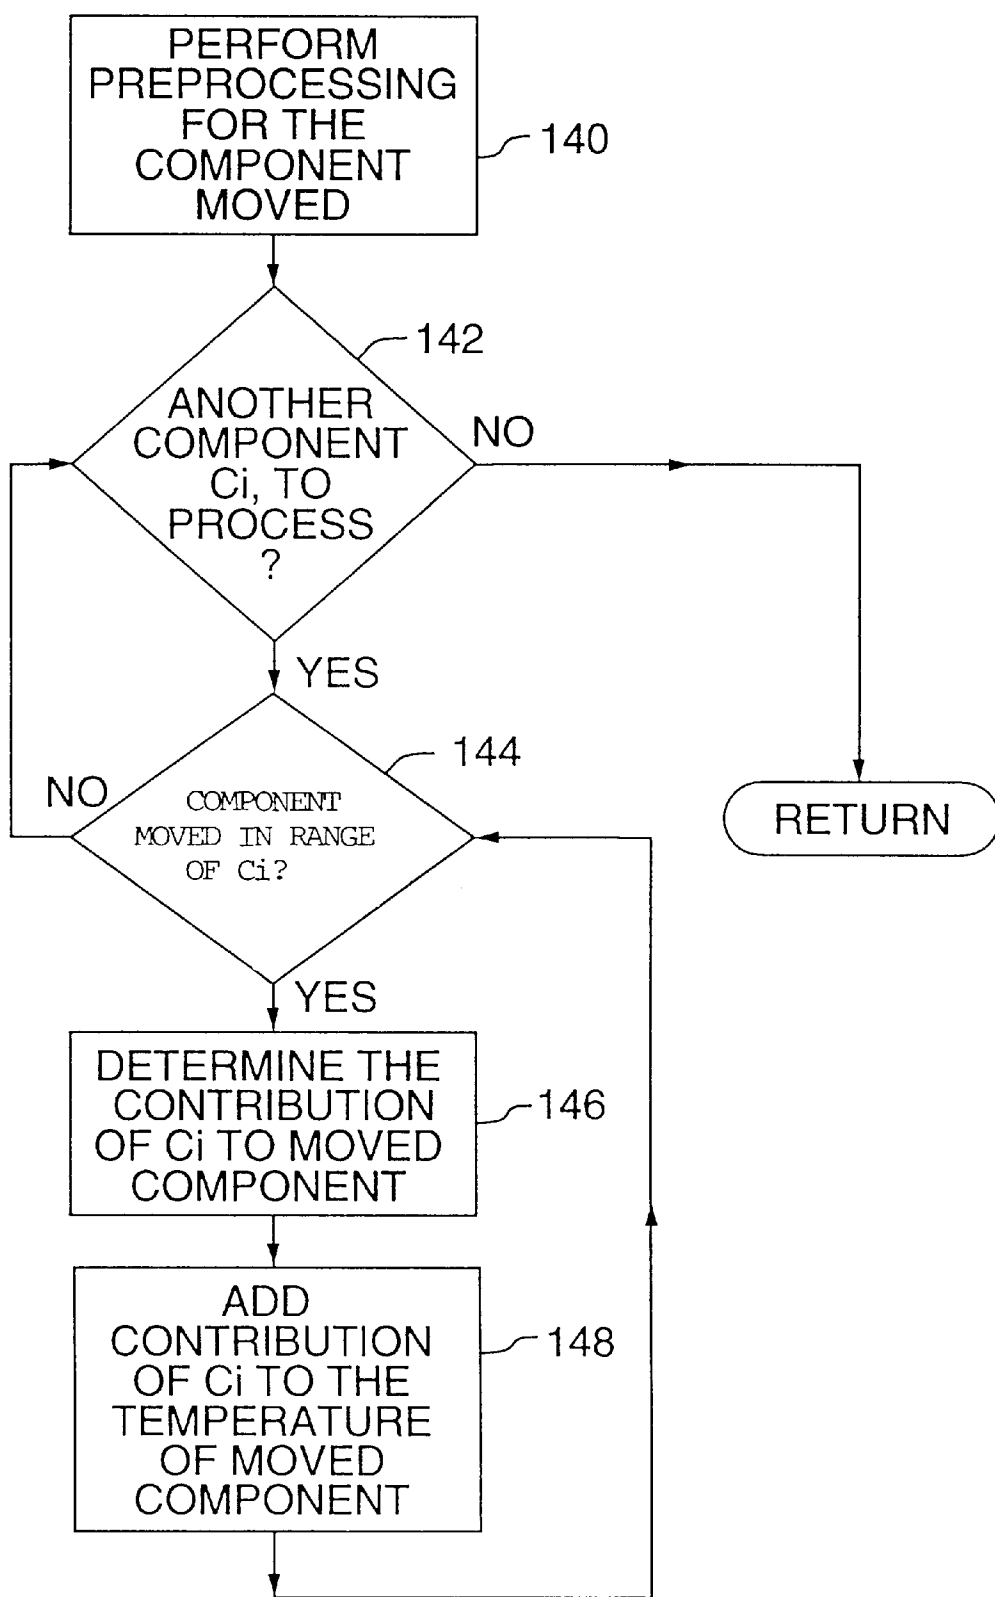 PERFORM
PREPROCESSING
FOR THE
COMPONENT
MOVED
140
142
ANOTHER
COMPONENT
Ci, TO
PROCESS
?
NO
YES
144
NO
COMPONENT
MOVED IN RANGE
OF Ci?
RETURN
YES
DETERMINE THE
CONTRIBUTION
OF Ci TO MOVED
COMPONENT
146
ADD
CONTRIBUTION
OF Ci TO THE
TEMPERATURE
OF MOVED
COMPONENT
148